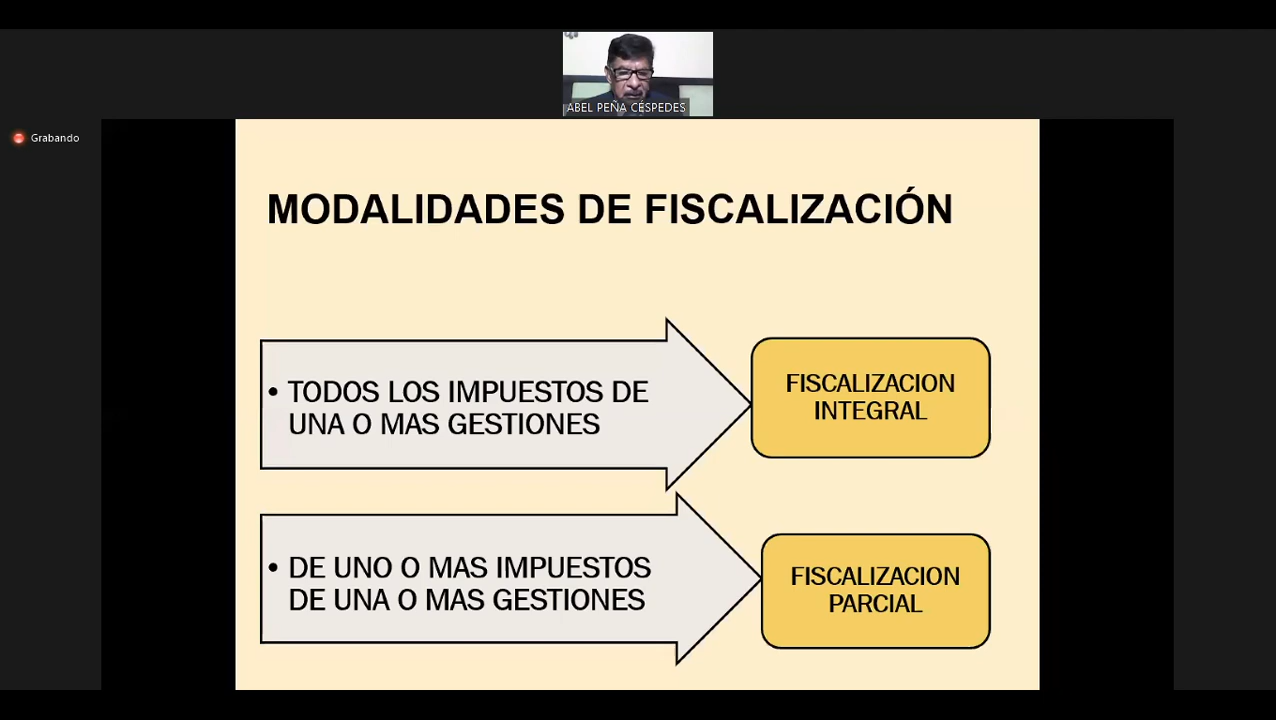 ABEL PEÑA CÉSPEDES
Grabando
MODALIDADES DE FISCALIZACIÓN
• TODOS LOS IMPUESTOS DE
UNA O MAS GESTIONES
FISCALIZACION
INTEGRAL
• DE UNO O MAS IMPUESTOS
DE UNA O MAS GESTIONES
FISCALIZACION
PARCIAL